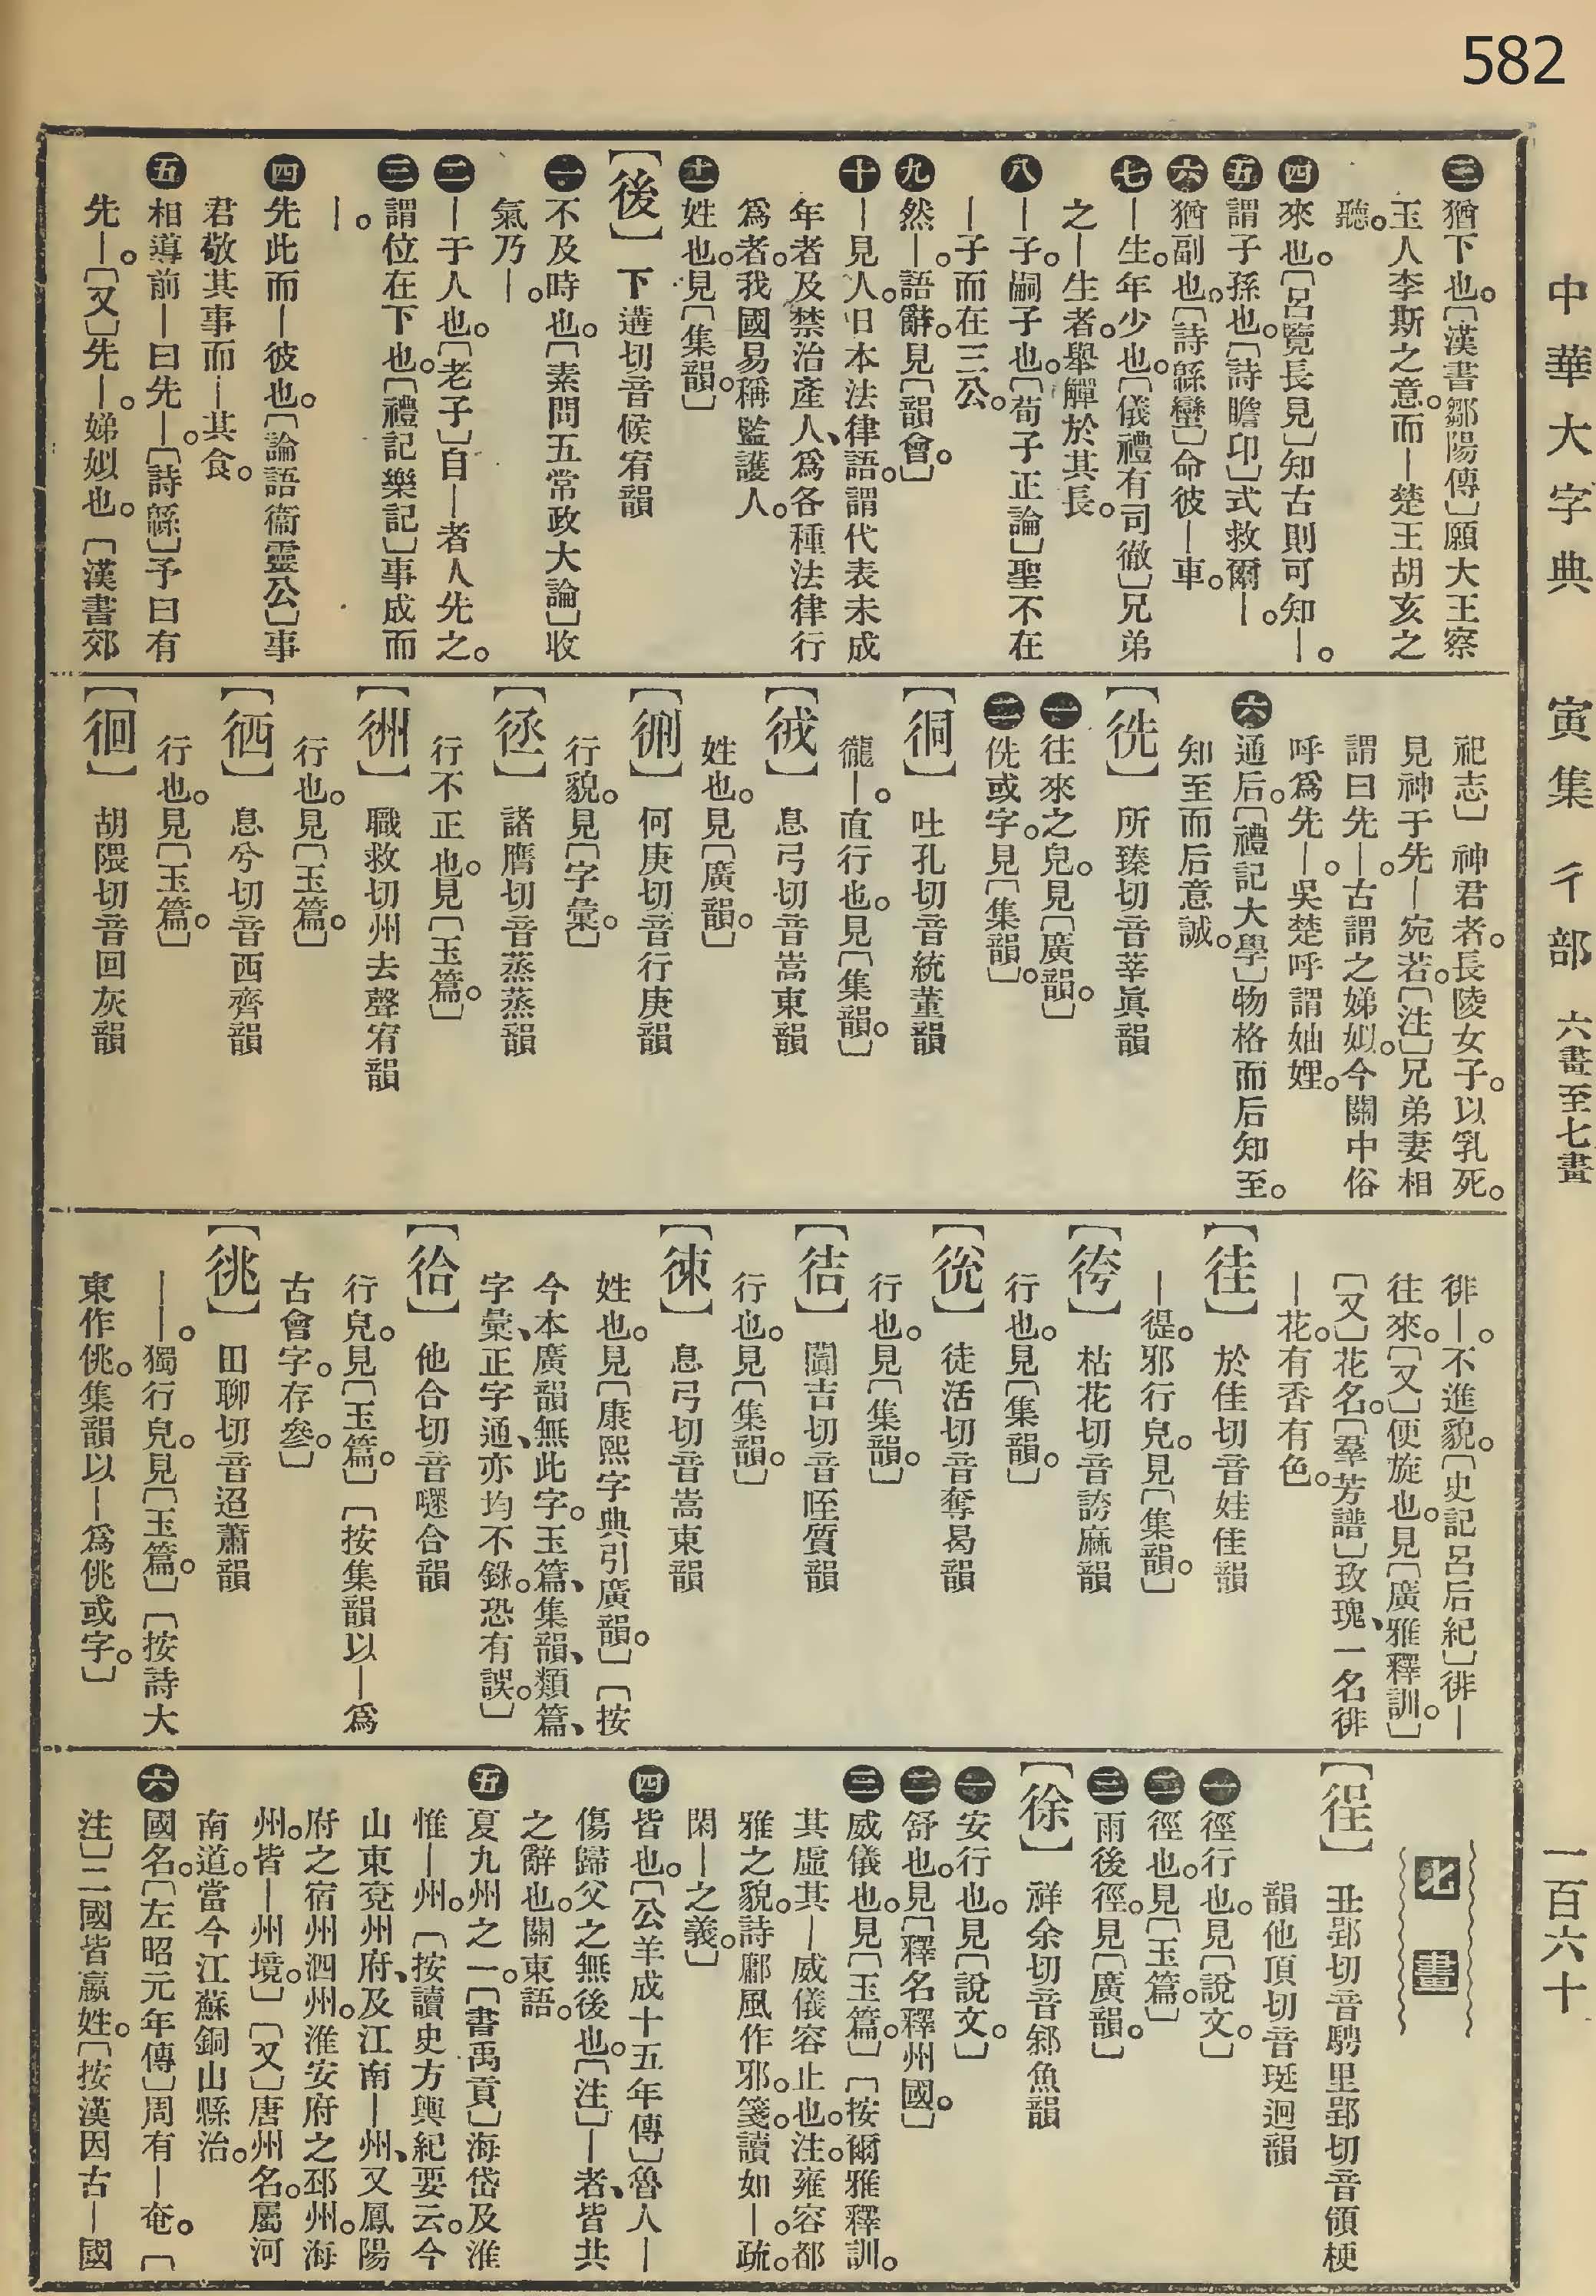 582
中華大字典 寅集 彳部 六畫至七畫 一百六十
㊂猶下也。〔漢書鄒陽傳〕願大王察
玉人李斯之意。而—楚王胡亥之
聽。
㊃來也。〔呂覽長見〕知古則可知—。
㊄謂子孫也。〔詩瞻卬〕式救爾—。
㊅猶副也。〔詩緜蠻〕命彼—車。
㊆—生。年少也。〔儀禮有司徹〕兄弟
之—生者。舉觶於其長。
㊇—子。嗣子也。〔荀子正論〕聖不在
—子而在三公。
㊈然—。語辭。見〔韻會。〕
㊉—見人。日本法律語。謂代表未成
年者及禁治產人、爲各種法律行
爲者。我國易稱監護人。
⑪姓也。見〔集韻。〕
〔後〕下遘切音候宥韻
㊀不及時也。〔素問五常政大論〕收
氣乃—。
㊁—于人也。〔老子〕自—者人先之。
㊂謂位在下也。〔禮記樂記〕事成而
—。
㊃先此而—彼也。〔論語衞靈公〕事
君敬其事而—其食。
㊄相導前—曰先—。〔詩緜〕予曰有
先—。〔又〕先—。娣姒也。〔漢書郊
祀志〕神君者。長陵女子。以乳死。
見神于先—宛若。〔注〕兄弟妻相
謂曰先—。古謂之娣姒。今關中俗
呼爲先—。吳楚呼謂妯娌。
㊅通后。〔禮記大學〕物格而后知至。
知至而后意誠。
〔侁〕所臻切音莘眞韻
㊀往來之皃。見〔廣韻。〕
㊁侁或字。見〔集韻〕。
〔徊〕吐孔切音統董韻
徿—。直行也。見〔集韻。〕
〔𢓱〕息弓切音嵩東韻
姓也。見〔廣韻。〕
何庚切音行庚韻
行貌。見〔字彙。〕
諸膺切音蒸蒸韻
行不正也。見〔玉篇。〕
職救切州去聲宥韻
行也。見〔玉篇。〕
息兮切音西齊韻
行也。見〔玉篇。〕
〔徊〕胡隈切音回灰韻
徘—。不進貌。〔史記呂后紀〕徘—
往來。〔又〕便旋也。見〔廣雅釋訓。〕
〔又〕花名。〔羣芳譜〕玫瑰、一名徘
—花。有香有色。
於佳切音娃佳韻
—徥。邪行皃。見〔集韻。〕
枯花切音誇麻韻
行也。見〔集韻。〕
徒活切音奪曷韻
行也。見〔集韻。〕
闐吉切音咥質韻
行也。見〔集韻。〕
息弓切音嵩東韻
姓也。見〔康熙字典引廣韻。〕〔按
今本廣韻無此字。玉篇、集韻、類篇、
字彙、正字通、亦均不錄。恐有誤。〕
〔㣛〕他合切音嚃合韻
行皃。見〔玉篇。〕〔按集韻以—爲
古會字。存參。〕
〔㣑〕田聊切音迢蕭韻
——。獨行皃。見〔玉篇。〕〔按詩大
東作佻。集韻以—爲佻或字。〕
七畫
〔徎〕丑郢切音騁里郢切音領梗
韻他頂切音珽迥韻
㊀徑行也。見〔說文。〕
㊁徑也。見〔玉篇。〕
㊂雨後徑。見〔廣韻。〕
〔徐〕祥余切音䣄魚韻
㊀安行也。見〔說文。〕
㊁舒也。見〔釋名釋州國。〕
㊂威儀也。見〔玉篇。〕〔按爾雅釋訓。
其虛其—威儀容止也。注。雍容都
雅之貌。詩鄘風作邪。箋。讀如—。疏。
閑—之義。〕
㊃皆也。〔公羊成十五年傳〕魯人—
傷歸父之無後也。〔注〕—者、皆共
之辭也。關東語。
㊄夏九州之一。〔書禹貢〕海岱及淮
惟—州。〔按讀史方輿紀要云。今
山東兗州府、及江南—州、又鳳陽
府之宿州泗州。淮安府之邳州。海
州。皆—州境。〕〔又〕唐州名。屬河
南道。當今江蘇銅山縣治。
㊅國名。〔左昭元年傳〕周有—奄。〔
注〕二國皆嬴姓。〔按漢因古—國